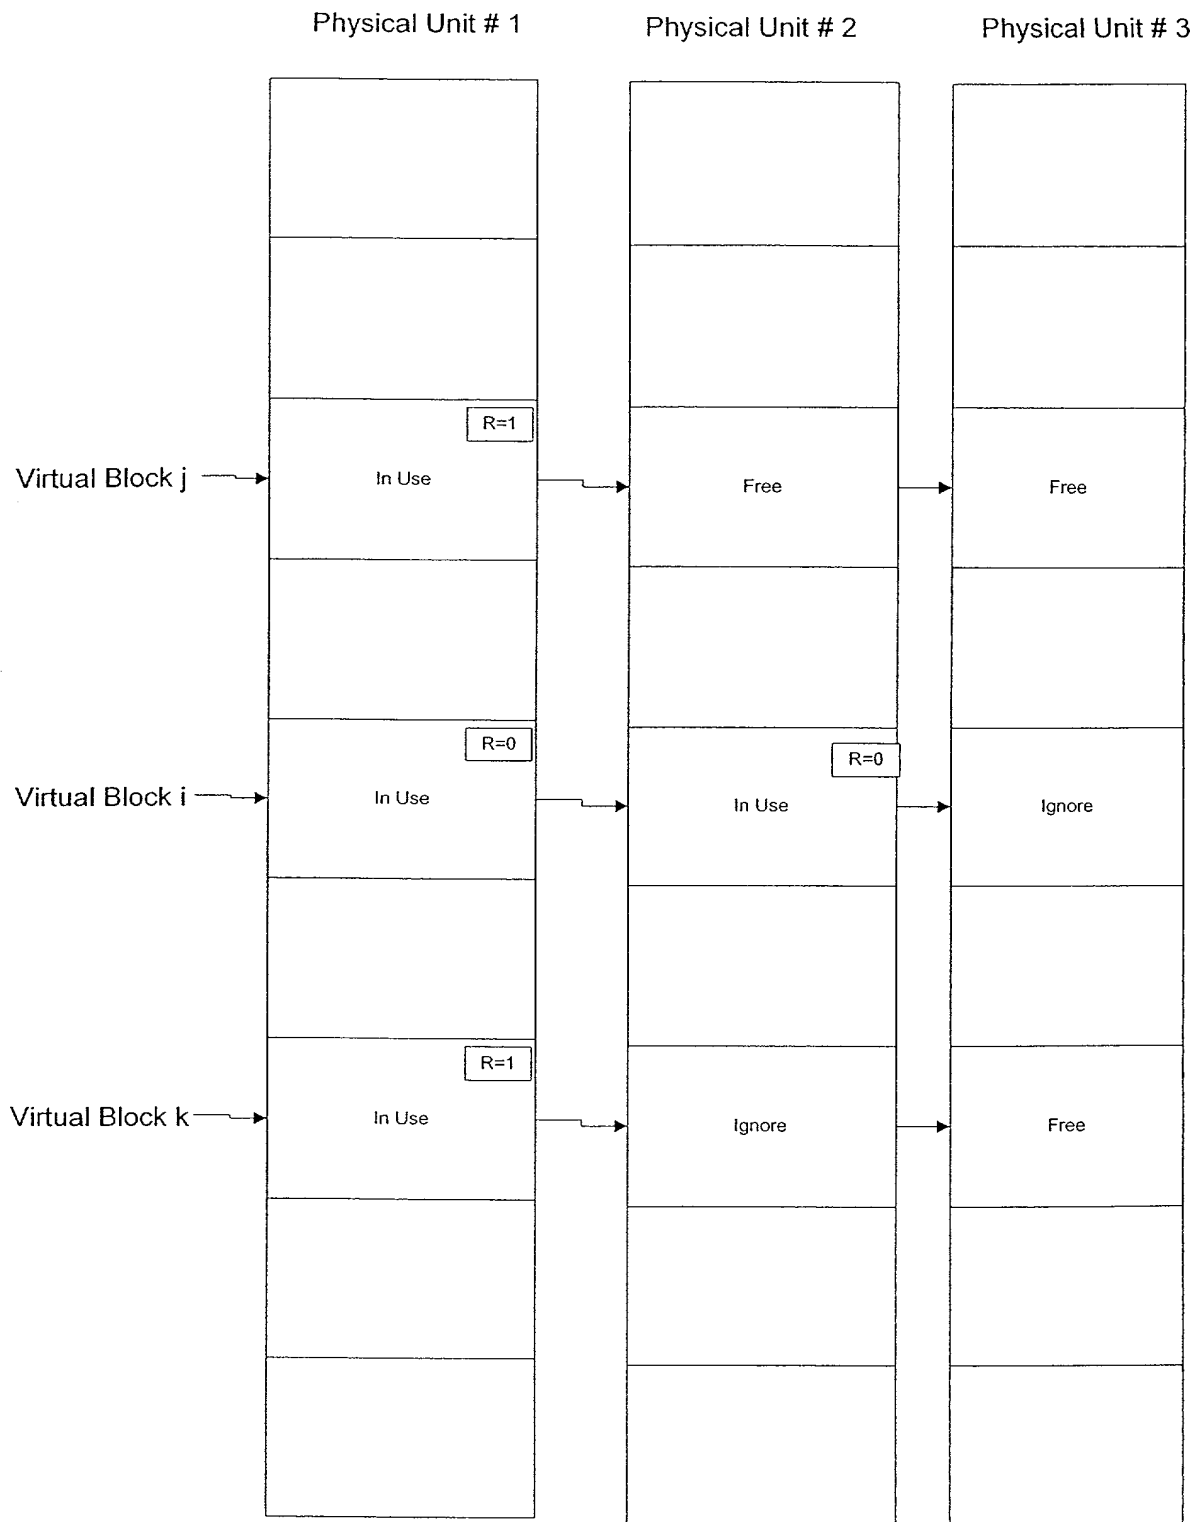 Physical Unit # 1
Physical Unit # 2
Physical Unit # 3
R=1
Virtual Block j
In Use
Free
Free
R=0
R=0
Virtual Block i
In Use
In Use
Ignore
R=1
Virtual Block k
In Use
Ignore
Free